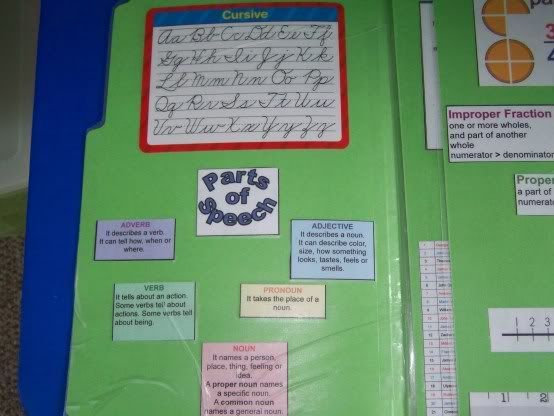 Cursive
Aa Bb Cc Dd Ee Ff
Gg Hh Ii Jj Kk
Ll Mm Nn Oo Pp
Qq Rr Ss Tt Uu
Vv Ww Xx Yy Zz
Parts
of
Speech
ADVERB
It describes a verb.
It can tell how, when or
where.
ADJECTIVE
It describes a noun.
It can describe color,
size, how something
looks, tastes, feels or
smells.
VERB
It tells about an action.
Some verbs tell about
actions. Some verbs tell
about being.
PRONOUN
It takes the place of a
noun.
NOUN
It names a person,
place, thing, feeling or
idea.
A proper noun names
a specific noun.
A common noun
names a general noun.
pa
3
4
Improper Fraction
one or more wholes,
and part of another
whole
numerator > denominator
Proper
a part of
numerat
1 2 3
1 2